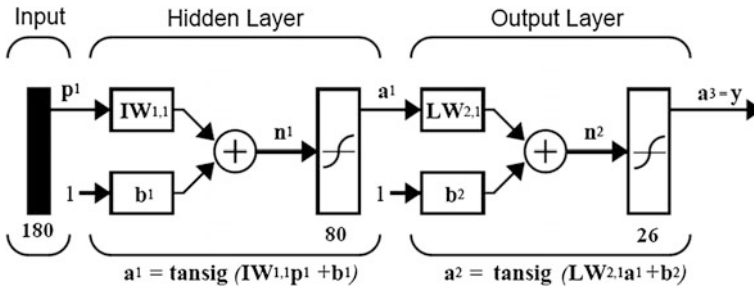 Input Hidden Layer Output Layer
p1 IW1,1 a1 LW2,1 a3 = y
n1 n2
1 b1 1 b2
180 80 26
a1 = tansig (IW1,1p1 +b1) a2 = tansig (LW2,1a1 +b2)